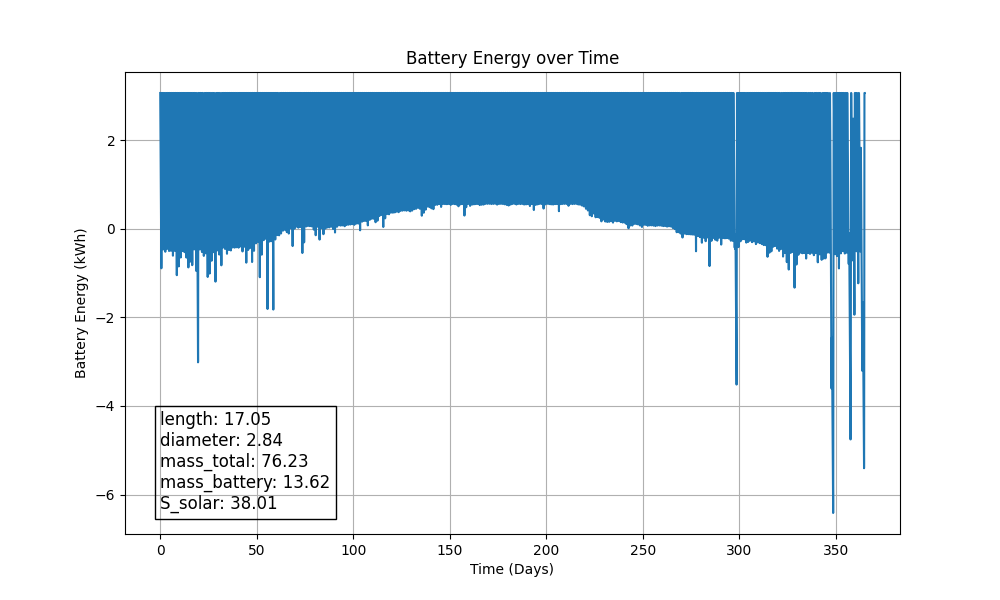 Battery Energy over Time
Battery Energy (kWh)
2
0
−2
−4
−6
length: 17.05
diameter: 2.84
mass_total: 76.23
mass_battery: 13.62
S_solar: 38.01
0 50 100 150 200 250 300 350
Time (Days)